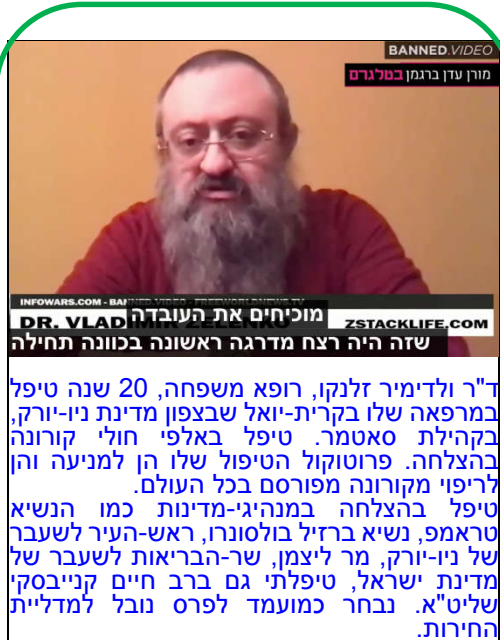 BANNED.VIDEO
מורן עדן ברגמן בטלגרם
INFOWARS.COM - BANNED.VIDEO - FREEWORLDNEWS.TV
מוכיחים את העובדה
DR. VLADIMIR ZELENKO ZSTACKLIFE.COM
שזה היה רצח מדרגה ראשונה בכוונה תחילה
ד"ר ולדימיר זלנקו, רופא משפחה, 20 שנה טיפל
במרפאה שלו בקרית-יואל שבצפון מדינת ניו-יורק,
בקהילת סאטמר. טיפל באלפי חולי קורונה
בהצלחה. פרוטוקול הטיפול שלו הן למניעה והן
לריפוי מקורונה מפורסם בכל העולם.
טיפל בהצלחה במנהיגי-מדינות כמו הנשיא
טראמפ, נשיא ברזיל בולסונרו, ראש-העיר לשעבר
של ניו-יורק, מר ליצמן, שר-הבריאות לשעבר של
מדינת ישראל, טיפלתי גם ברב חיים קנייבסקי
שליט"א. נבחר כמועמד לפרס נובל למדליית
החירות.